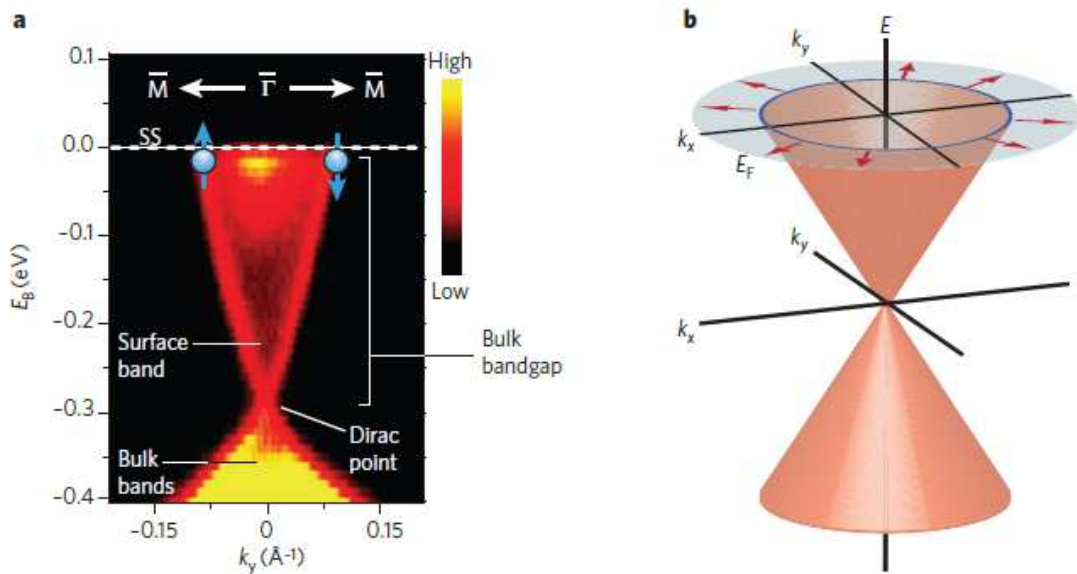 a
0.1
0.0
−0.1
−0.2
−0.3
−0.4
E_B (eV)
M̅ Γ̅ M̅
SS
Surface
band
Bulk
bands
Dirac
point
Bulk
bandgap
High
Low
−0.15 0 0.15
k_y (Å⁻¹)
b
E
k_y
k_x
E_F
k_y
k_x